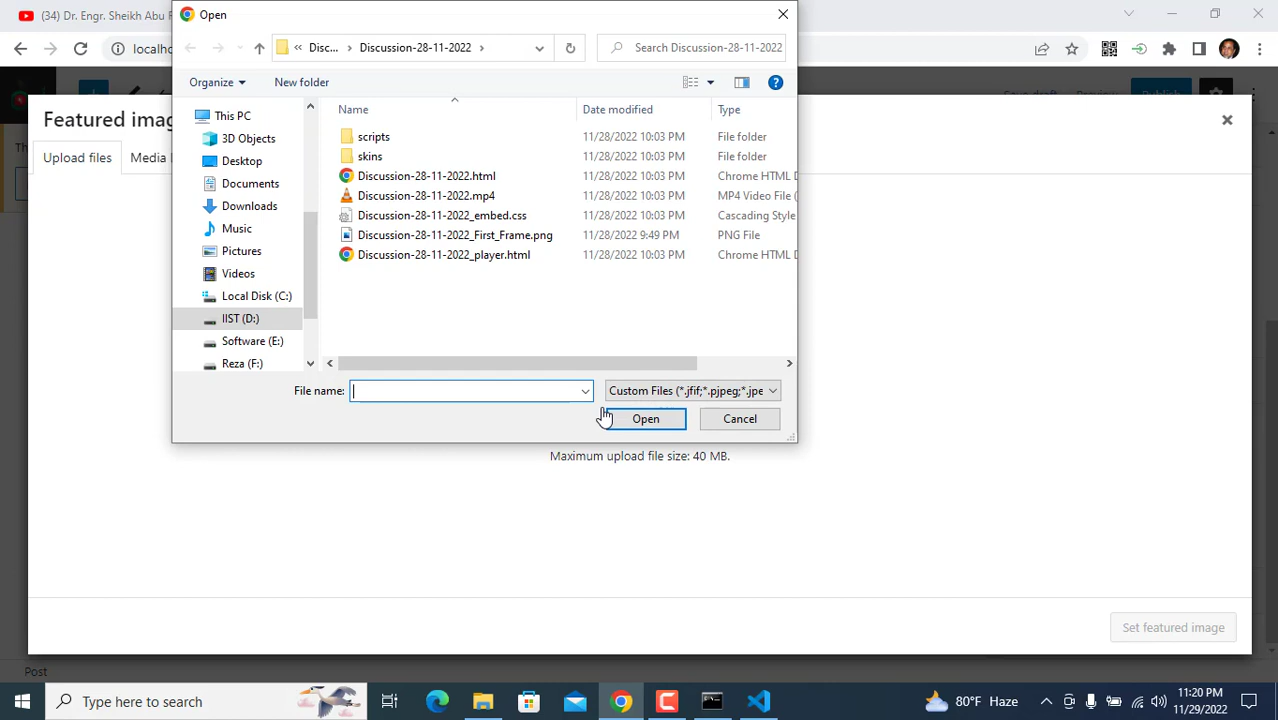 (34) Dr. Engr. Sheikh Abu R
Open
localho
« Disc... › Discussion-28-11-2022 ›
Search Discussion-28-11-2022
Organize
New folder
Save draft
Preview
Publish
Featured imag
Th
Upload files
Media l
This PC
3D Objects
Desktop
Documents
Downloads
Music
Pictures
Videos
Local Disk (C:)
IIST (D:)
Software (E:)
Reza (F:)
Name
Date modified
Type
scripts
11/28/2022 10:03 PM
File folder
skins
11/28/2022 10:03 PM
File folder
Discussion-28-11-2022.html
11/28/2022 10:03 PM
Chrome HTML D
Discussion-28-11-2022.mp4
11/28/2022 10:03 PM
MP4 Video File (
Discussion-28-11-2022_embed.css
11/28/2022 10:03 PM
Cascading Style
Discussion-28-11-2022_First_Frame.png
11/28/2022 9:49 PM
PNG File
Discussion-28-11-2022_player.html
11/28/2022 10:03 PM
Chrome HTML D
File name:
Custom Files (*.jfif;*.pjpeg;*.jpe
Open
Cancel
Maximum upload file size: 40 MB.
Set featured image
Post
Type here to search
80°F Haze
11:20 PM
11/29/2022